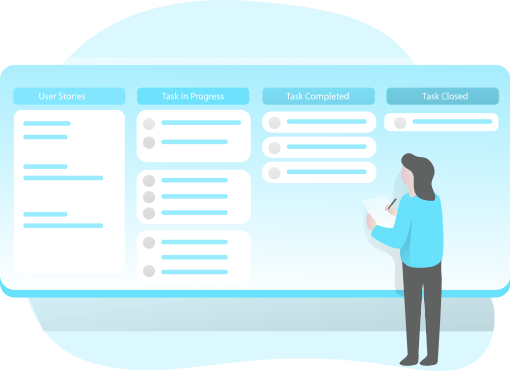 User Stories
Task in Progress
Task Completed
Task Closed